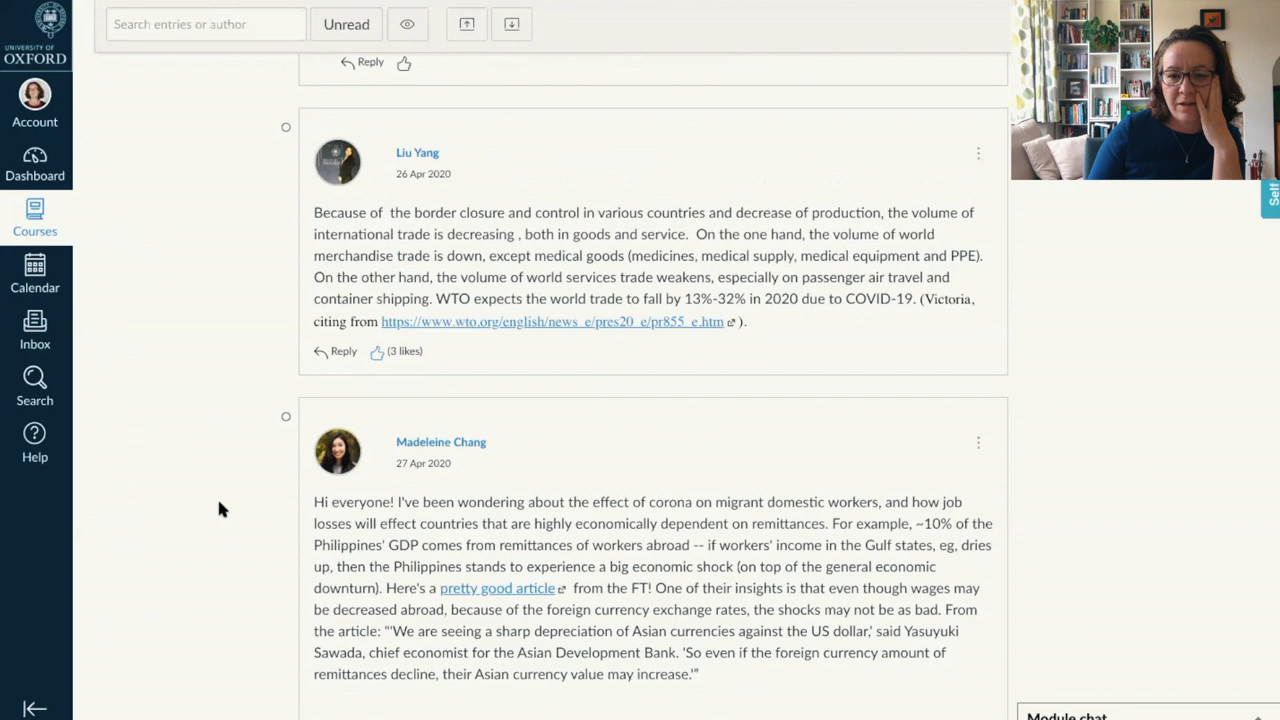 Search entries or author
Unread
UNIVERSITY OF
OXFORD
Account
Dashboard
Courses
Calendar
Inbox
Search
Help
Reply
Liu Yang
26 Apr 2020
Because of the border closure and control in various countries and decrease of production, the volume of
international trade is decreasing , both in goods and service. On the one hand, the volume of world
merchandise trade is down, except medical goods (medicines, medical supply, medical equipment and PPE).
On the other hand, the volume of world services trade weakens, especially on passenger air travel and
container shipping. WTO expects the world trade to fall by 13%-32% in 2020 due to COVID-19. (Victoria,
citing from https://www.wto.org/english/news_e/pres20_e/pr855_e.htm ).
Reply (3 likes)
Madeleine Chang
27 Apr 2020
Hi everyone! I've been wondering about the effect of corona on migrant domestic workers, and how job
losses will effect countries that are highly economically dependent on remittances. For example, ~10% of the
Philippines' GDP comes from remittances of workers abroad -- if workers' income in the Gulf states, eg, dries
up, then the Philippines stands to experience a big economic shock (on top of the general economic
downturn). Here's a pretty good article from the FT! One of their insights is that even though wages may
be decreased abroad, because of the foreign currency exchange rates, the shocks may not be as bad. From
the article: "'We are seeing a sharp depreciation of Asian currencies against the US dollar,' said Yasuyuki
Sawada, chief economist for the Asian Development Bank. 'So even if the foreign currency amount of
remittances decline, their Asian currency value may increase.'"
Self
Module chat